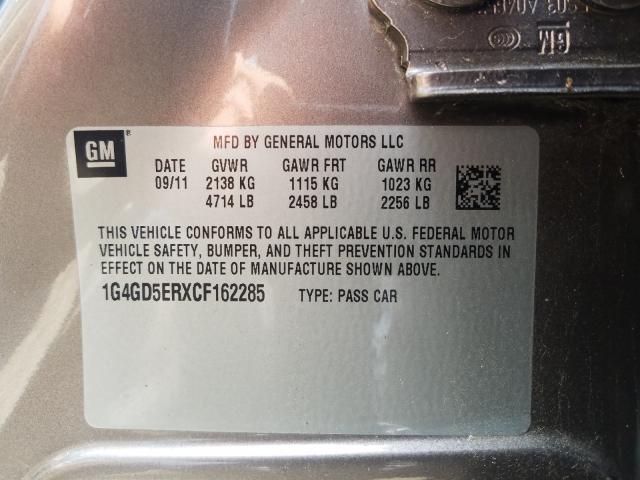 GM
MFD BY GENERAL MOTORS LLC
DATE GVWR GAWR FRT GAWR RR
09/11 2138 KG 1115 KG 1023 KG
4714 LB 2458 LB 2256 LB
THIS VEHICLE CONFORMS TO ALL APPLICABLE U.S. FEDERAL MOTOR
VEHICLE SAFETY, BUMPER, AND THEFT PREVENTION STANDARDS IN
EFFECT ON THE DATE OF MANUFACTURE SHOWN ABOVE.
1G4GD5ERXCF162285 TYPE: PASS CAR
GM